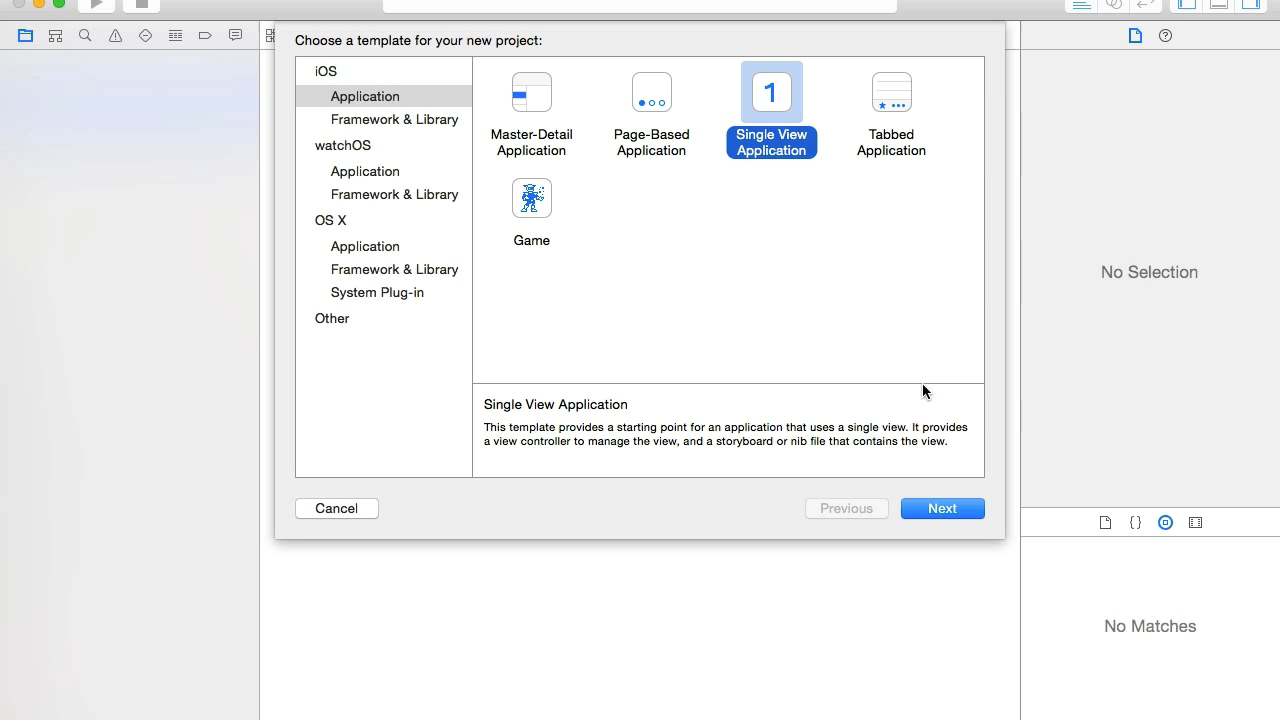 Choose a template for your new project:
iOS
Application
Framework & Library
watchOS
Application
Framework & Library
OS X
Application
Framework & Library
System Plug-in
Other
Master-Detail
Application
Page-Based
Application
1
Single View
Application
Tabbed
Application
Game
Single View Application
This template provides a starting point for an application that uses a single view. It provides
a view controller to manage the view, and a storyboard or nib file that contains the view.
Cancel
Previous
Next
No Selection
{}
No Matches